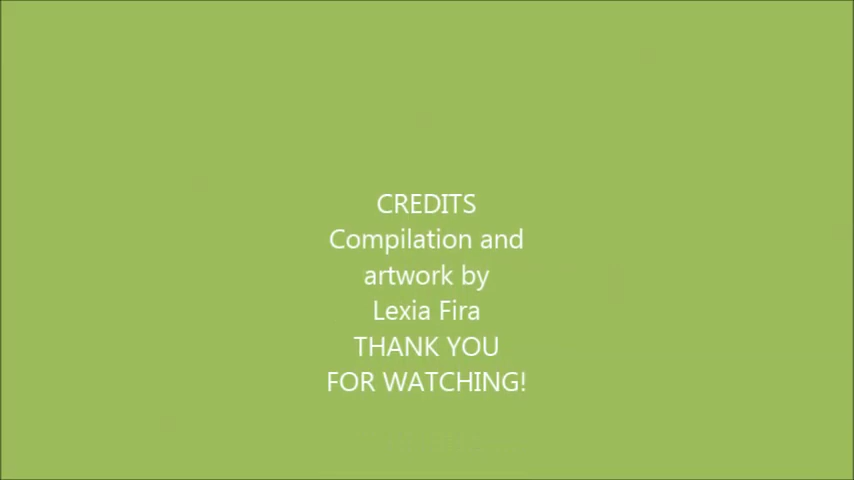 CREDITS
Compilation and
artwork by
Lexia Fira
THANK YOU
FOR WATCHING!